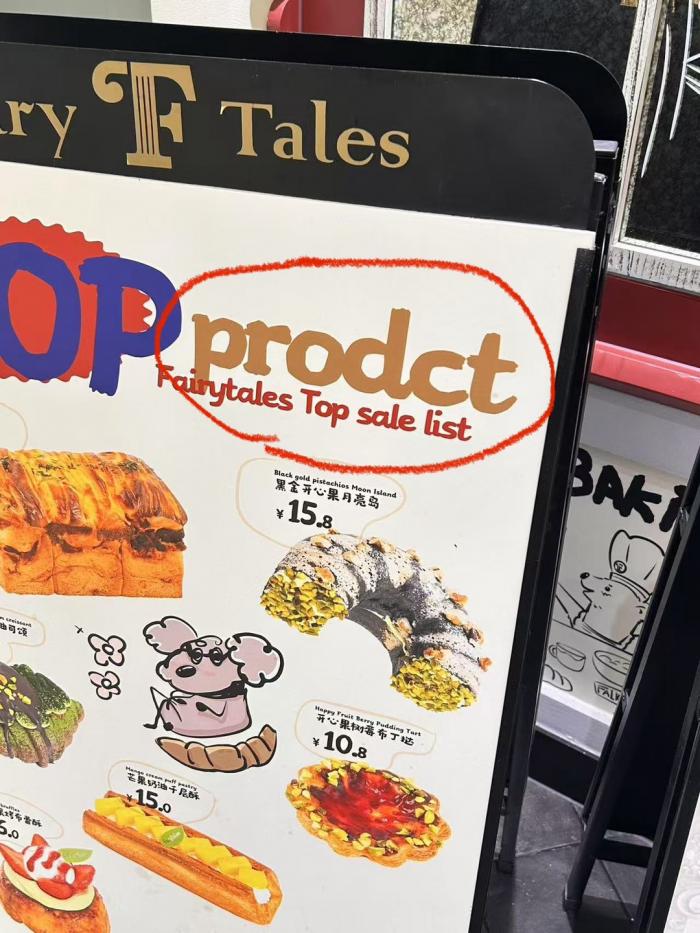 ry F Tales
OP prodct
Fairytales Top sale list
Black gold pistachios Moon Island
黑金开心果月亮岛
¥15.8
BAKI
Happy Fruit Berry Pudding Tart
开心果树莓布丁挞
¥10.8
Mango cream puff pastry
芒果奶油千层酥
¥15.0